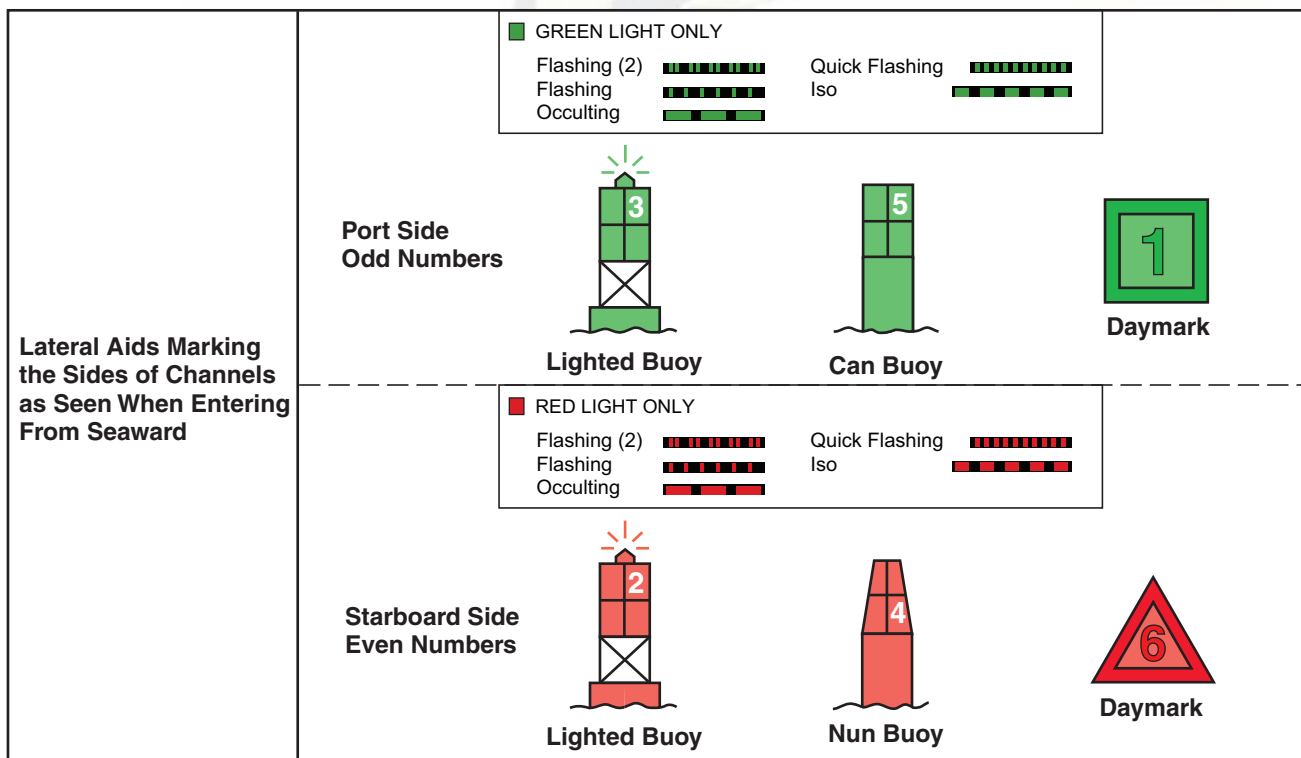 Lateral Aids Marking
the Sides of Channels
as Seen When Entering
From Seaward
GREEN LIGHT ONLY
Flashing (2)
Flashing
Occulting
Quick Flashing
Iso
Port Side
Odd Numbers
3
Lighted Buoy
5
Can Buoy
1
Daymark
RED LIGHT ONLY
Flashing (2)
Flashing
Occulting
Quick Flashing
Iso
Starboard Side
Even Numbers
2
Lighted Buoy
4
Nun Buoy
6
Daymark